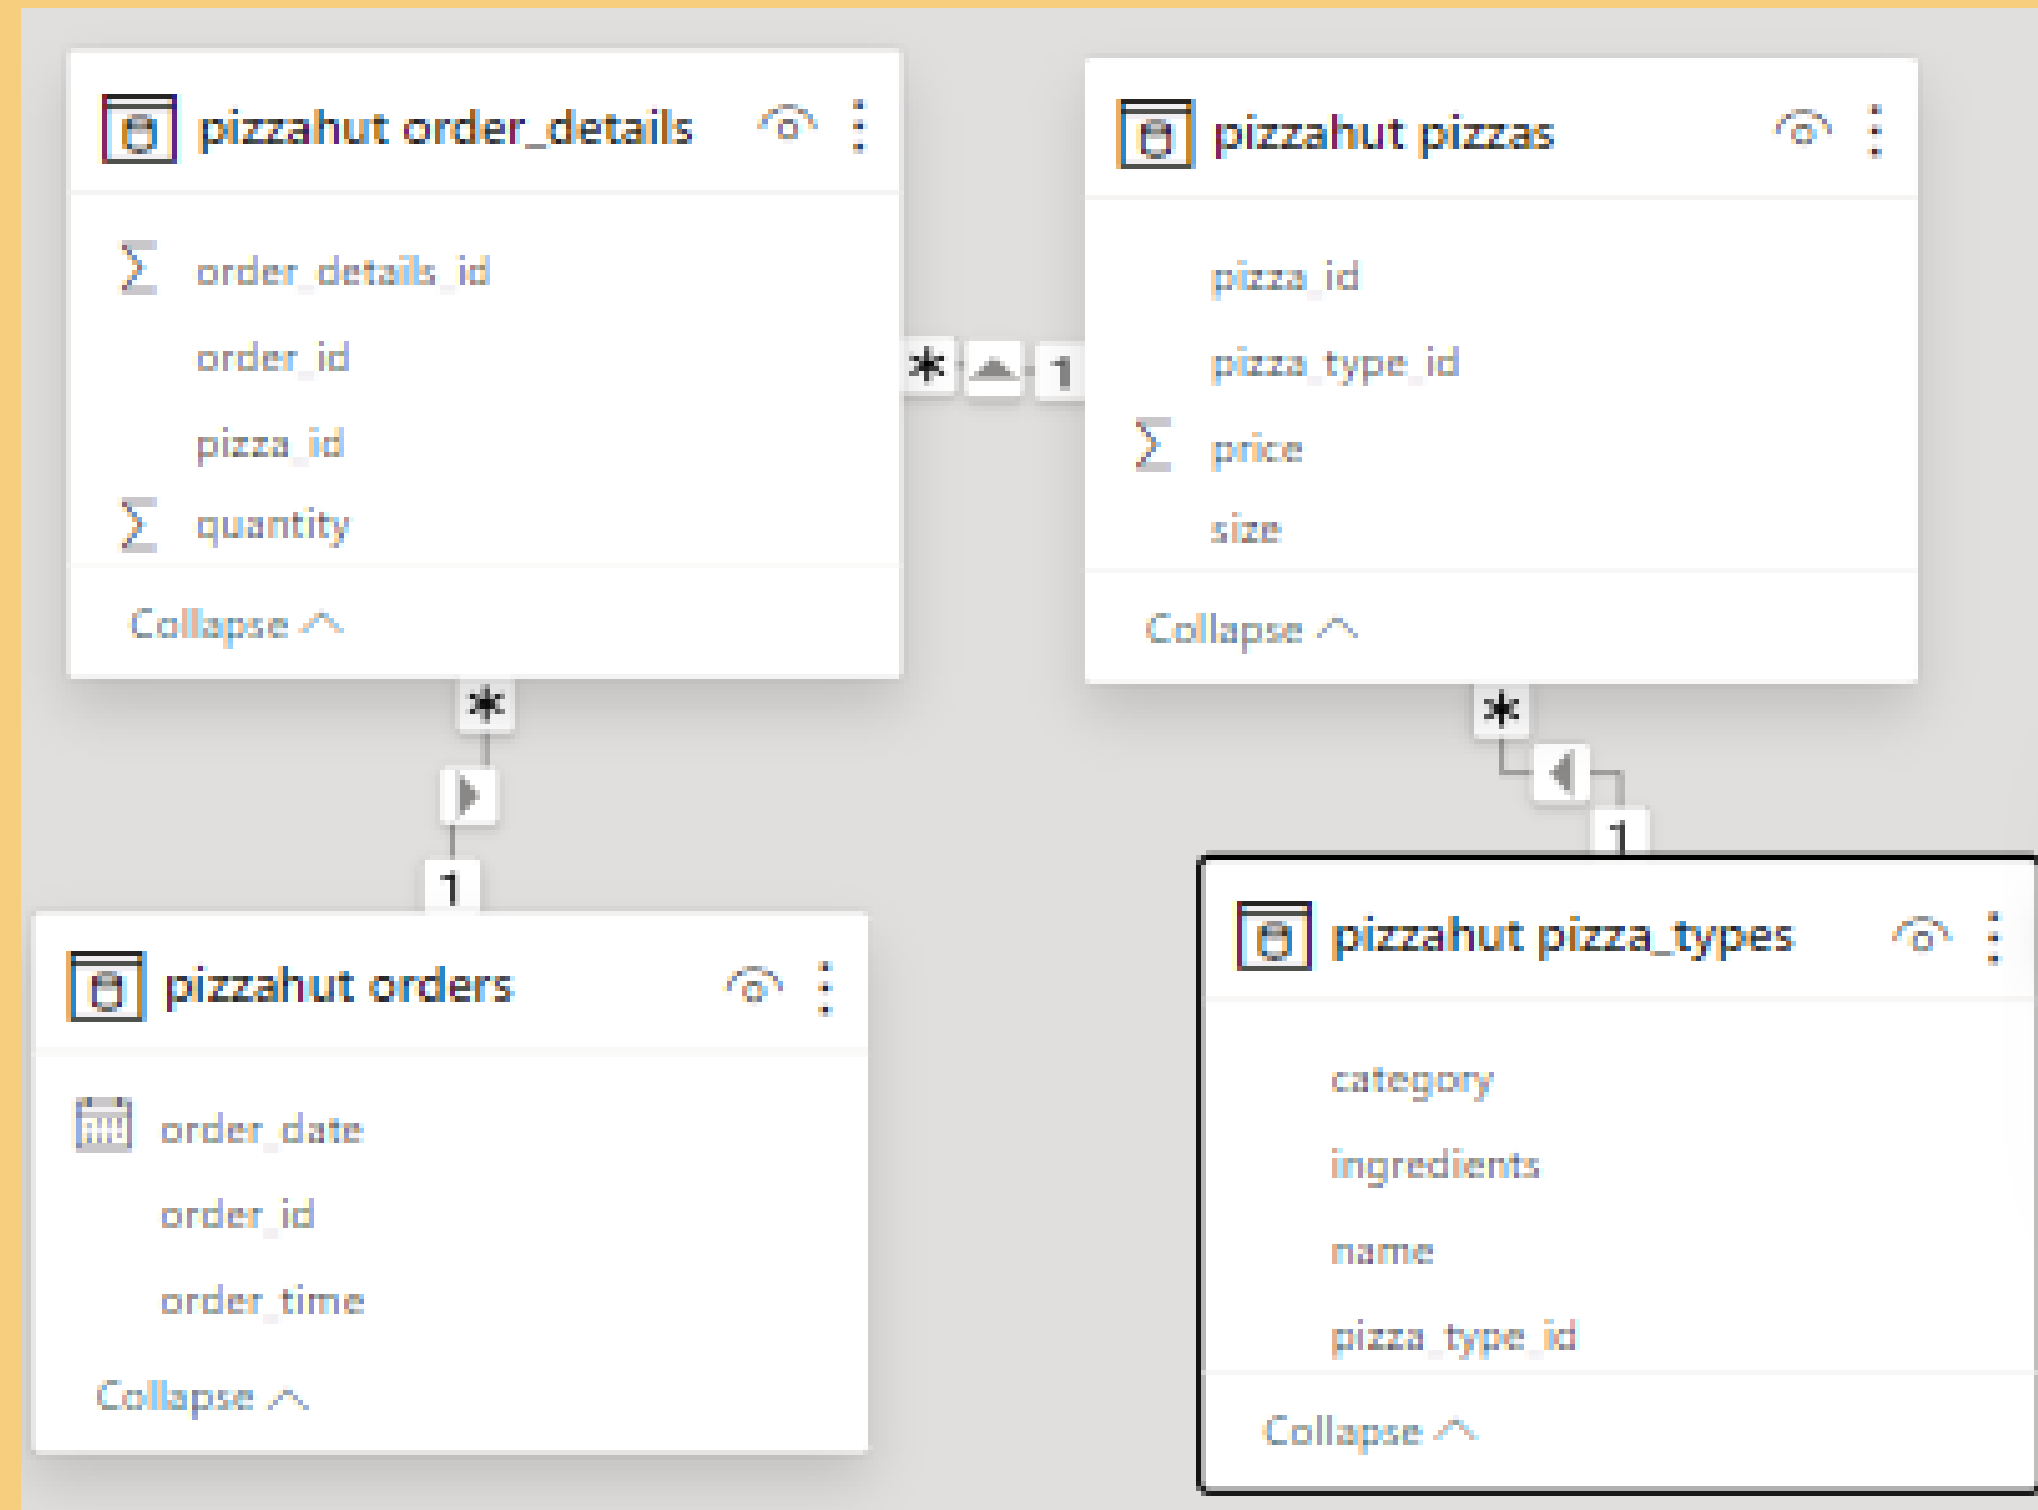 pizzahut order_details
order_details_id
order_id
pizza_id
quantity
Collapse
*
1
pizzahut pizzas
pizza_id
pizza_type_id
price
size
Collapse
*
1
*
1
pizzahut orders
order_date
order_id
order_time
Collapse
pizzahut pizza_types
category
ingredients
name
pizza_type_id
Collapse